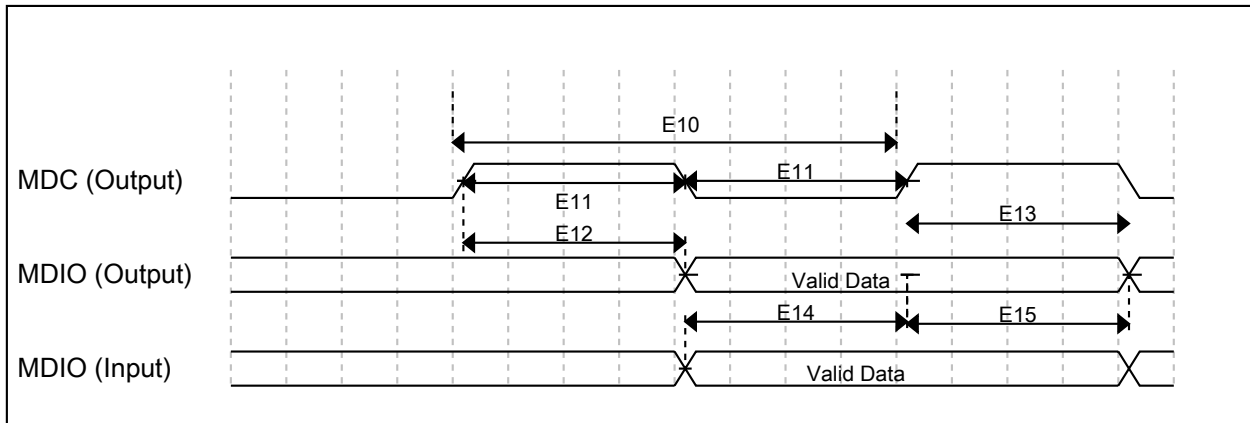 E10
MDC (Output)
E11
E11
E12
E13
MDIO (Output)
Valid Data
E14
E15
MDIO (Input)
Valid Data